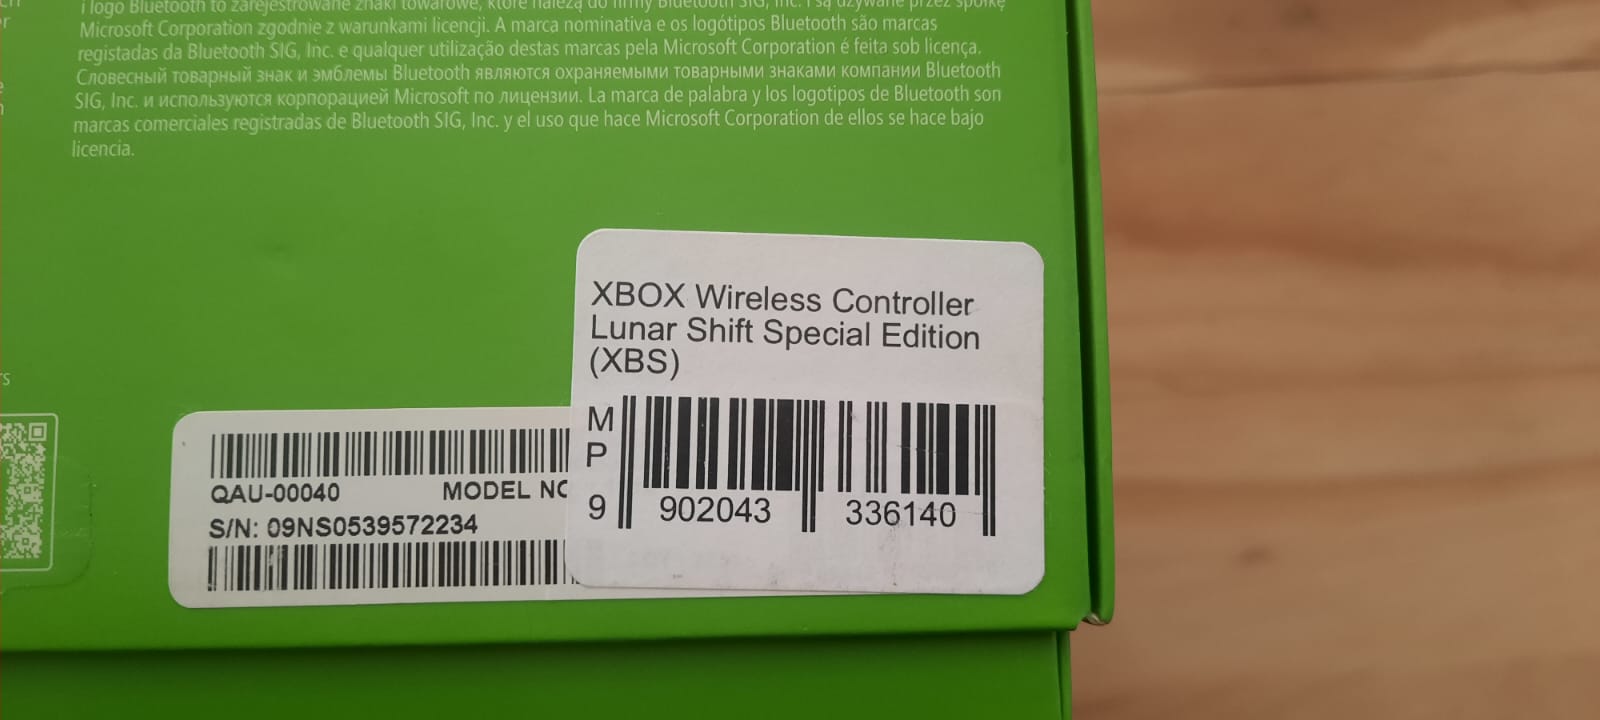 i logo Bluetooth to zarejestrowane znaki towarowe, które należą do firmy Bluetooth SIG, Inc. i są używane przez spółkę
Microsoft Corporation zgodnie z warunkami licencji. A marca nominativa e os logótipos Bluetooth são marcas
registadas da Bluetooth SIG, Inc. e qualquer utilização destas marcas pela Microsoft Corporation é feita sob licença.
Словесный товарный знак и эмблемы Bluetooth являются охраняемыми товарными знаками компании Bluetooth
SIG, Inc. и используются корпорацией Microsoft по лицензии. La marca de palabra y los logotipos de Bluetooth son
marcas comerciales registradas de Bluetooth SIG, Inc. y el uso que hace Microsoft Corporation de ellos se hace bajo
licencia.
XBOX Wireless Controller
Lunar Shift Special Edition
(XBS)
M
P
9 902043 336140
QAU-00040 MODEL NO
S/N: 09NS0539572234